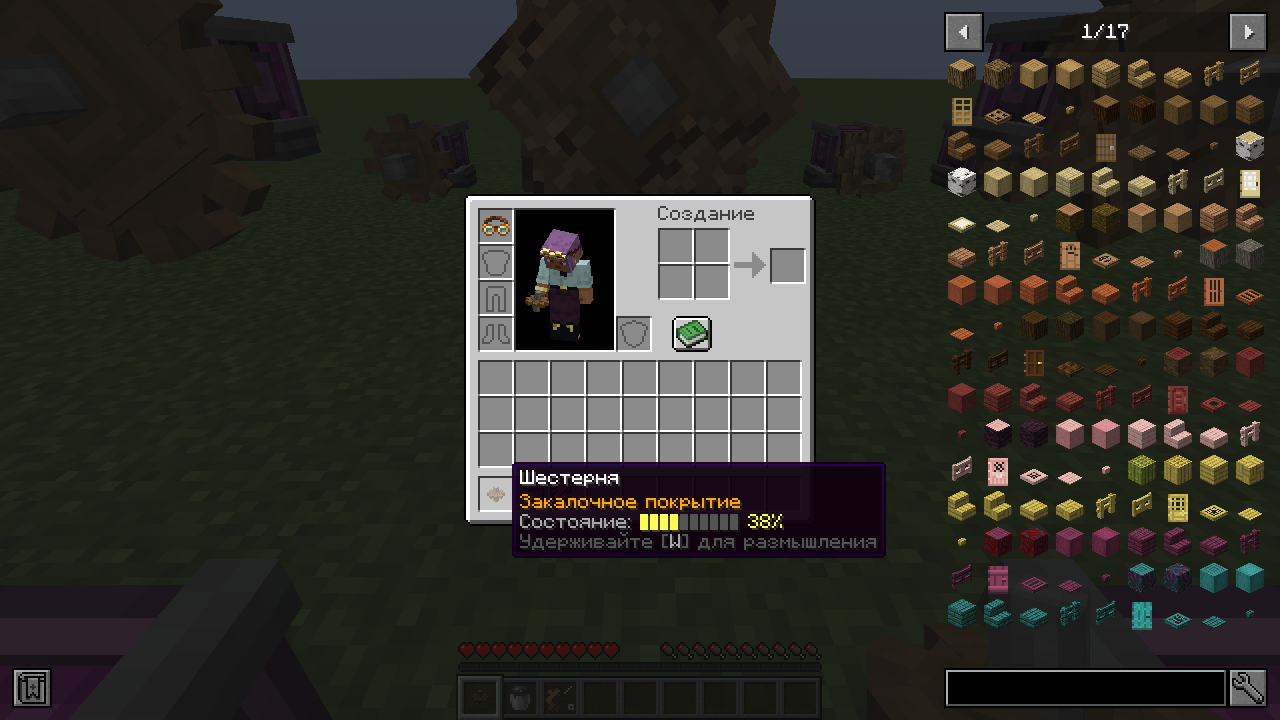 1/17
Создание
Шестерня
Закалочное покрытие
Состояние: 38%
Удерживайте [W] для размышления